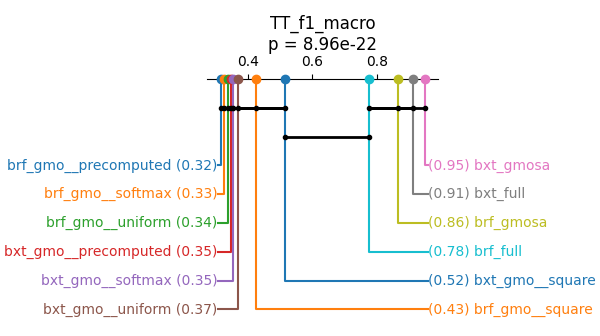 TT_f1_macro
p = 8.96e-22
0.4 0.6 0.8
brf_gmo__precomputed (0.32) (0.95) bxt_gmosa
brf_gmo__softmax (0.33) (0.91) bxt_full
brf_gmo__uniform (0.34) (0.86) brf_gmosa
bxt_gmo__precomputed (0.35) (0.78) brf_full
bxt_gmo__softmax (0.35) (0.52) bxt_gmo__square
bxt_gmo__uniform (0.37) (0.43) brf_gmo__square